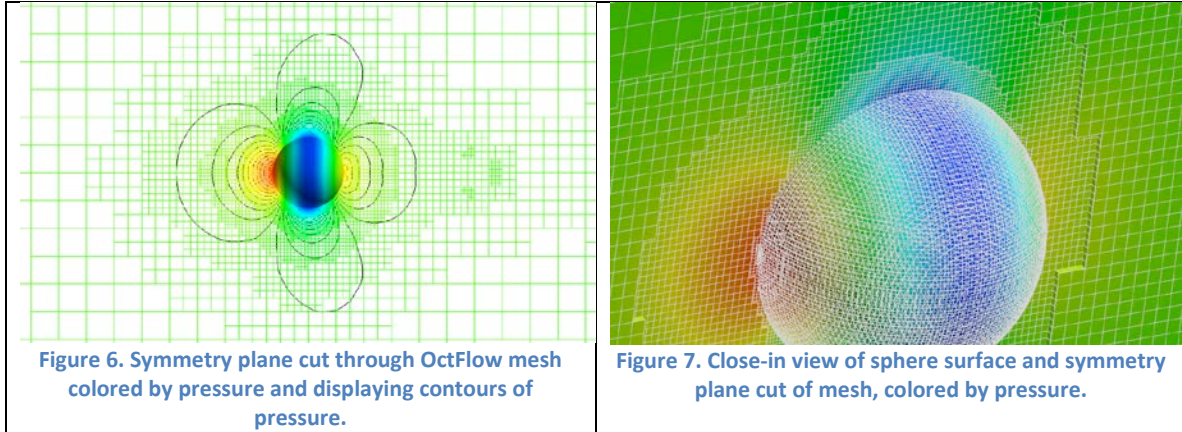 Figure 6. Symmetry plane cut through OctFlow mesh
colored by pressure and displaying contours of
pressure.
Figure 7. Close-in view of sphere surface and symmetry
plane cut of mesh, colored by pressure.